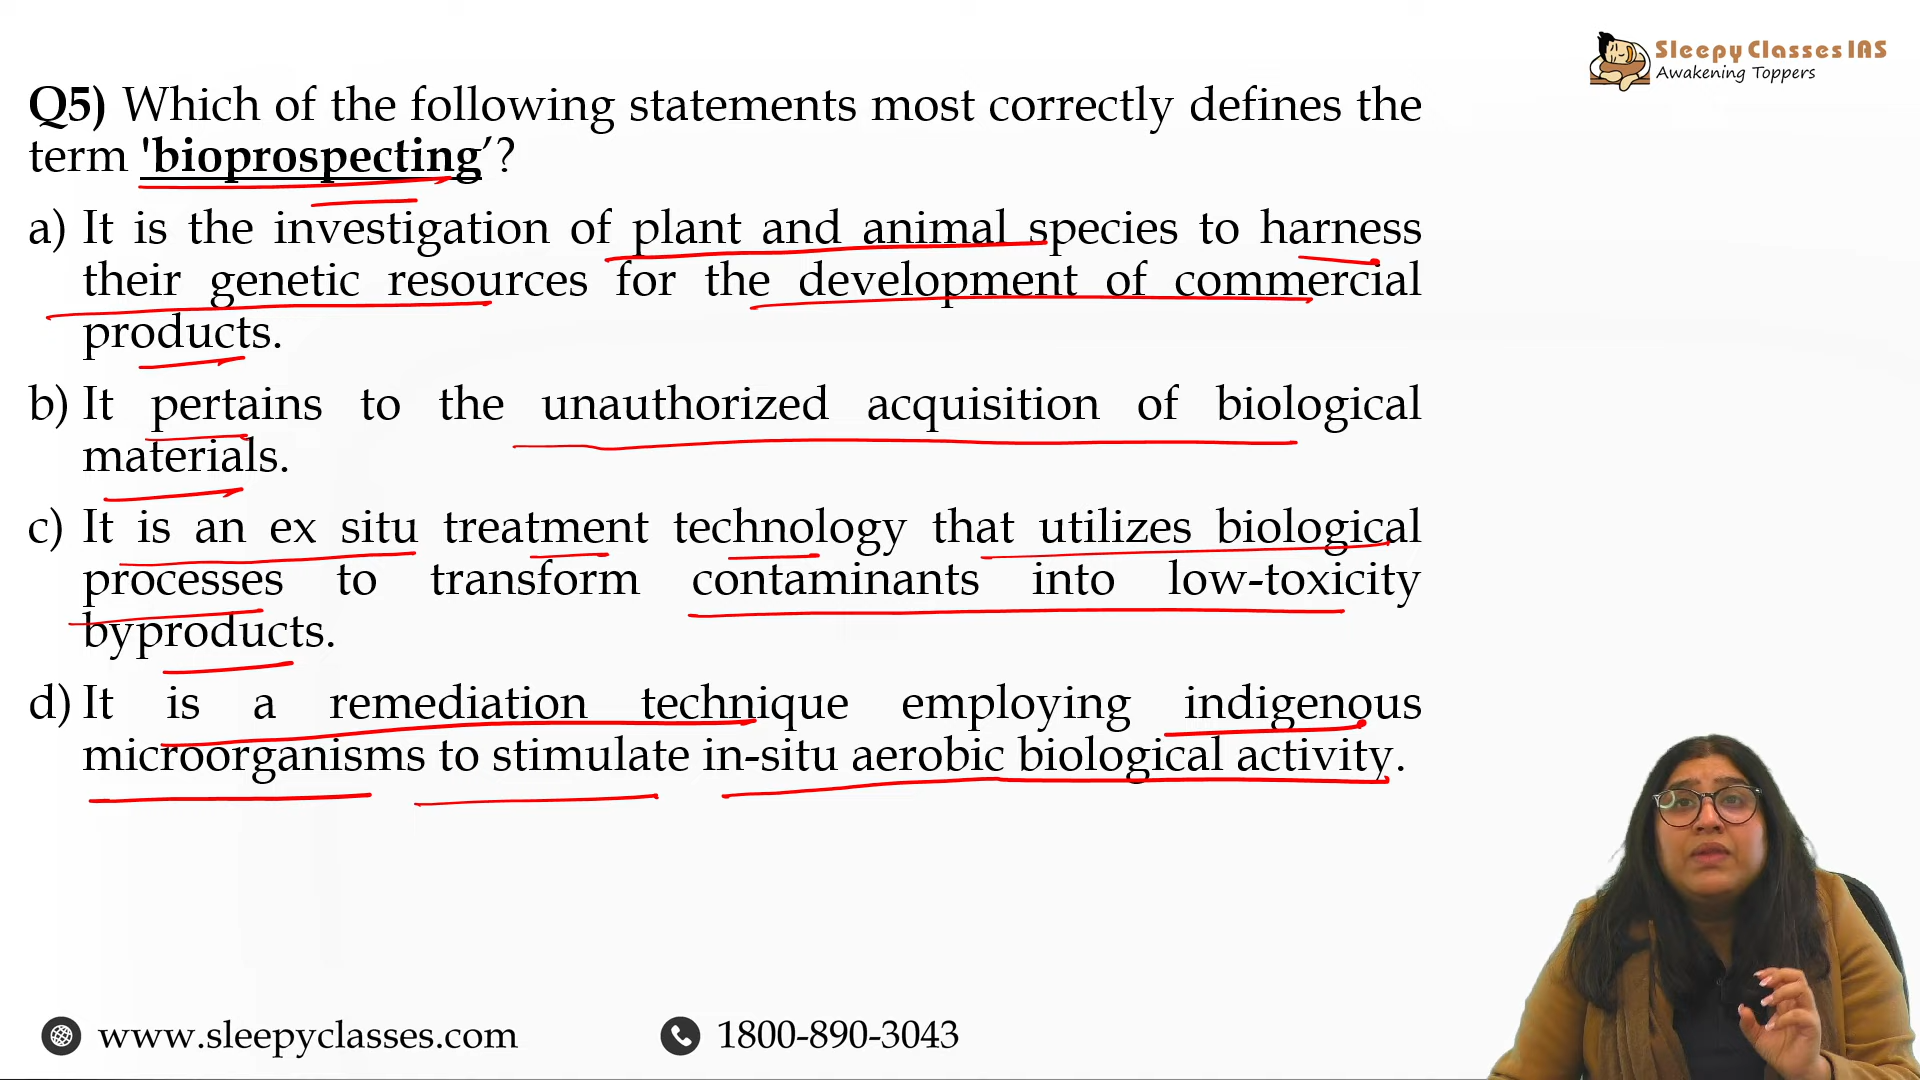 Sleepy Classes IAS
Awakening Toppers
Q5) Which of the following statements most correctly defines the
term 'bioprospecting’?
a) It is the investigation of plant and animal species to harness
their genetic resources for the development of commercial
products.
b) It pertains to the unauthorized acquisition of biological
materials.
c) It is an ex situ treatment technology that utilizes biological
processes to transform contaminants into low-toxicity
byproducts.
d) It is a remediation technique employing indigenous
microorganisms to stimulate in-situ aerobic biological activity.
www.sleepyclasses.com
1800-890-3043